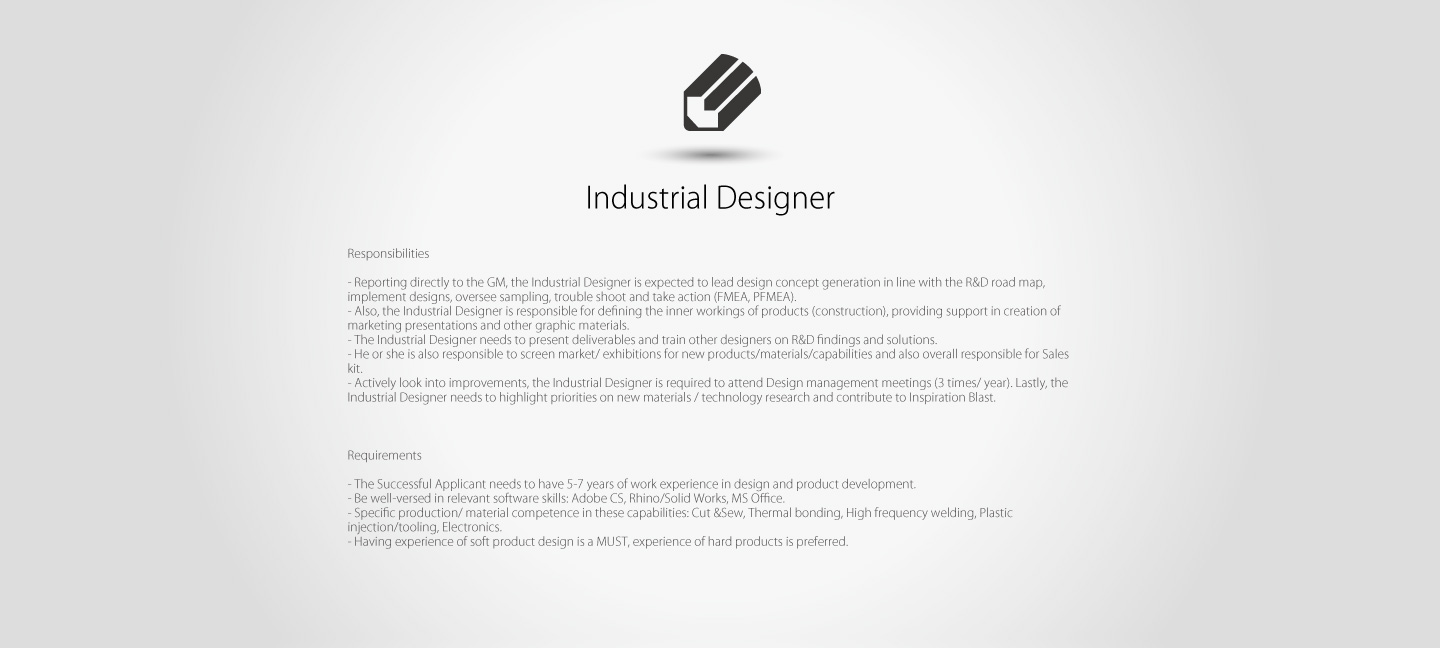 Industrial Designer
Responsibilities
- Reporting directly to the GM, the Industrial Designer is expected to lead design concept generation in line with the R&D road map,
implement designs, oversee sampling, trouble shoot and take action (FMEA, PFMEA).
- Also, the Industrial Designer is responsible for defining the inner workings of products (construction), providing support in creation of
marketing presentations and other graphic materials.
- The Industrial Designer needs to present deliverables and train other designers on R&D findings and solutions.
- He or she is also responsible to screen market/ exhibitions for new products/materials/capabilities and also overall responsible for Sales
kit.
- Actively look into improvements, the Industrial Designer is required to attend Design management meetings (3 times/ year). Lastly, the
Industrial Designer needs to highlight priorities on new materials / technology research and contribute to Inspiration Blast.
Requirements
- The Successful Applicant needs to have 5-7 years of work experience in design and product development.
- Be well-versed in relevant software skills: Adobe CS, Rhino/Solid Works, MS Office.
- Specific production/ material competence in these capabilities: Cut &Sew, Thermal bonding, High frequency welding, Plastic
injection/tooling, Electronics.
- Having experience of soft product design is a MUST, experience of hard products is preferred.